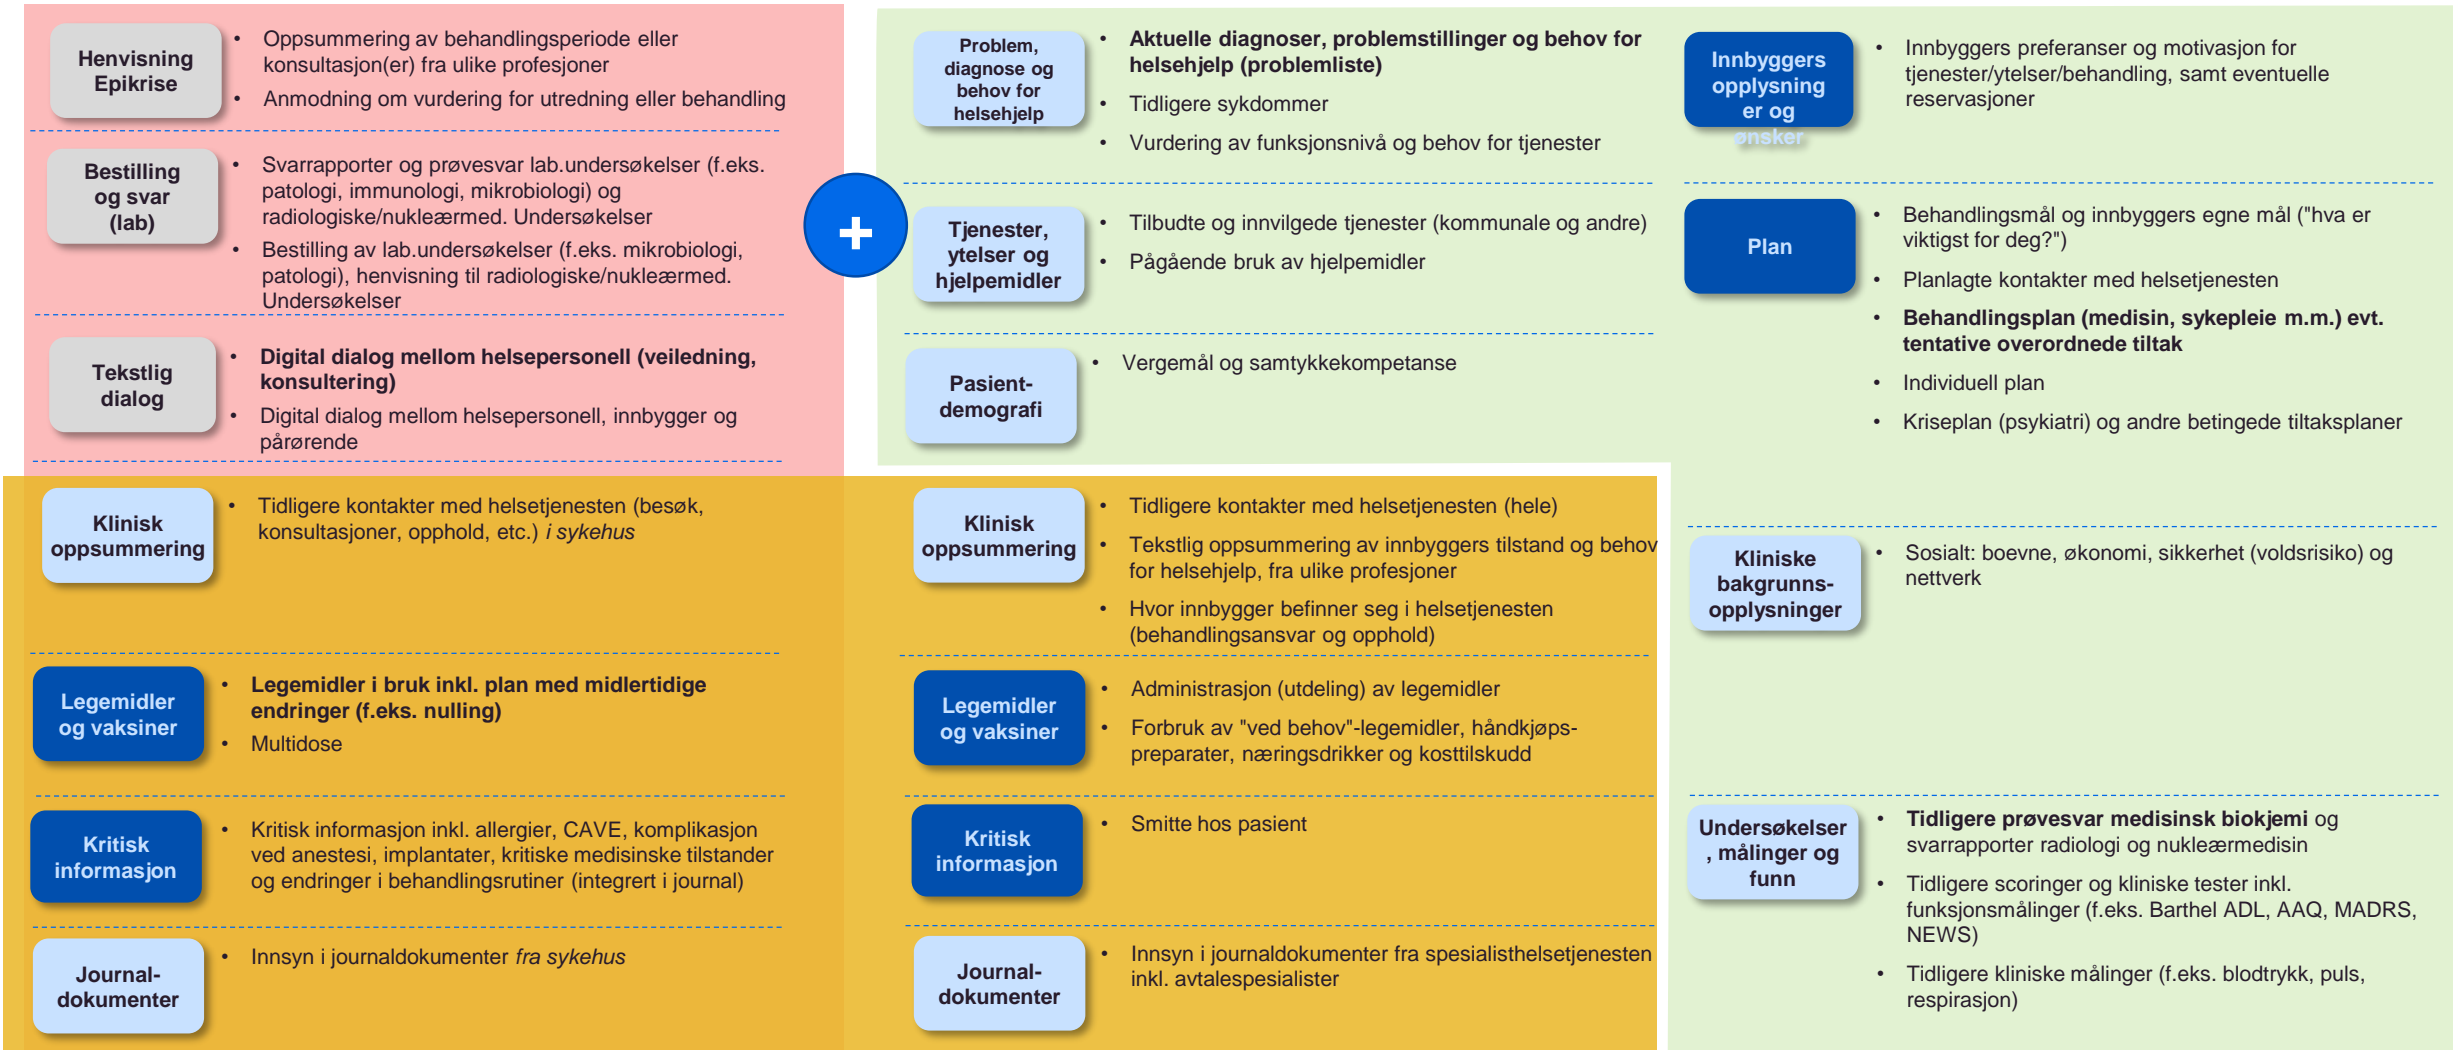 Henvisning
Epikrise
• Oppsummering av behandlingsperiode eller
konsultasjon(er) fra ulike profesjoner
• Anmodning om vurdering for utredning eller behandling
Bestilling
og svar
(lab)
• Svarrapporter og prøvesvar lab.undersøkelser (f.eks.
patologi, immunologi, mikrobiologi) og
radiologiske/nukleærmed. Undersøkelser
• Bestilling av lab.undersøkelser (f.eks. mikrobiologi,
patologi), henvisning til radiologiske/nukleærmed.
Undersøkelser
Tekstlig
dialog
• Digital dialog mellom helsepersonell (veiledning,
konsultering)
• Digital dialog mellom helsepersonell, innbygger og
pårørende
Klinisk
oppsummering
• Tidligere kontakter med helsetjenesten (besøk,
konsultasjoner, opphold, etc.) i sykehus
Legemidler
og vaksiner
• Legemidler i bruk inkl. plan med midlertidige
endringer (f.eks. nulling)
• Multidose
Kritisk
informasjon
• Kritisk informasjon inkl. allergier, CAVE, komplikasjon
ved anestesi, implantater, kritiske medisinske tilstander
og endringer i behandlingsrutiner (integrert i journal)
Journal-
dokumenter
• Innsyn i journaldokumenter fra sykehus
+
Problem,
diagnose og
behov for
helsehjelp
• Aktuelle diagnoser, problemstillinger og behov for
helsehjelp (problemliste)
• Tidligere sykdommer
• Vurdering av funksjonsnivå og behov for tjenester
Tjenester,
ytelser og
hjelpemidler
• Tilbudte og innvilgede tjenester (kommunale og andre)
• Pågående bruk av hjelpemidler
Pasient-
demografi
• Vergemål og samtykkekompetanse
Klinisk
oppsummering
• Tidligere kontakter med helsetjenesten (hele)
• Tekstlig oppsummering av innbyggers tilstand og behov
for helsehjelp, fra ulike profesjoner
• Hvor innbygger befinner seg i helsetjenesten
(behandlingsansvar og opphold)
Legemidler
og vaksiner
• Administrasjon (utdeling) av legemidler
• Forbruk av "ved behov"-legemidler, håndkjøps-
preparater, næringsdrikker og kosttilskudd
Kritisk
informasjon
• Smitte hos pasient
Journal-
dokumenter
• Innsyn i journaldokumenter fra spesialisthelsetjenesten
inkl. avtalespesialister
Innbyggers
opplysning
er og
ønsker
• Innbyggers preferanser og motivasjon for
tjenester/ytelser/behandling, samt eventuelle
reservasjoner
Plan
• Behandlingsmål og innbyggers egne mål ("hva er
viktigst for deg?")
• Planlagte kontakter med helsetjenesten
• Behandlingsplan (medisin, sykepleie m.m.) evt.
tentative overordnede tiltak
• Individuell plan
• Kriseplan (psykiatri) og andre betingede tiltaksplaner
Kliniske
bakgrunns-
opplysninger
• Sosialt: boevne, økonomi, sikkerhet (voldsrisiko) og
nettverk
Undersøkelser
, målinger og
funn
• Tidligere prøvesvar medisinsk biokjemi og
svarrapporter radiologi og nukleærmedisin
• Tidligere scoringer og kliniske tester inkl.
funksjonsmålinger (f.eks. Barthel ADL, AAQ, MADRS,
NEWS)
• Tidligere kliniske målinger (f.eks. blodtrykk, puls,
respirasjon)